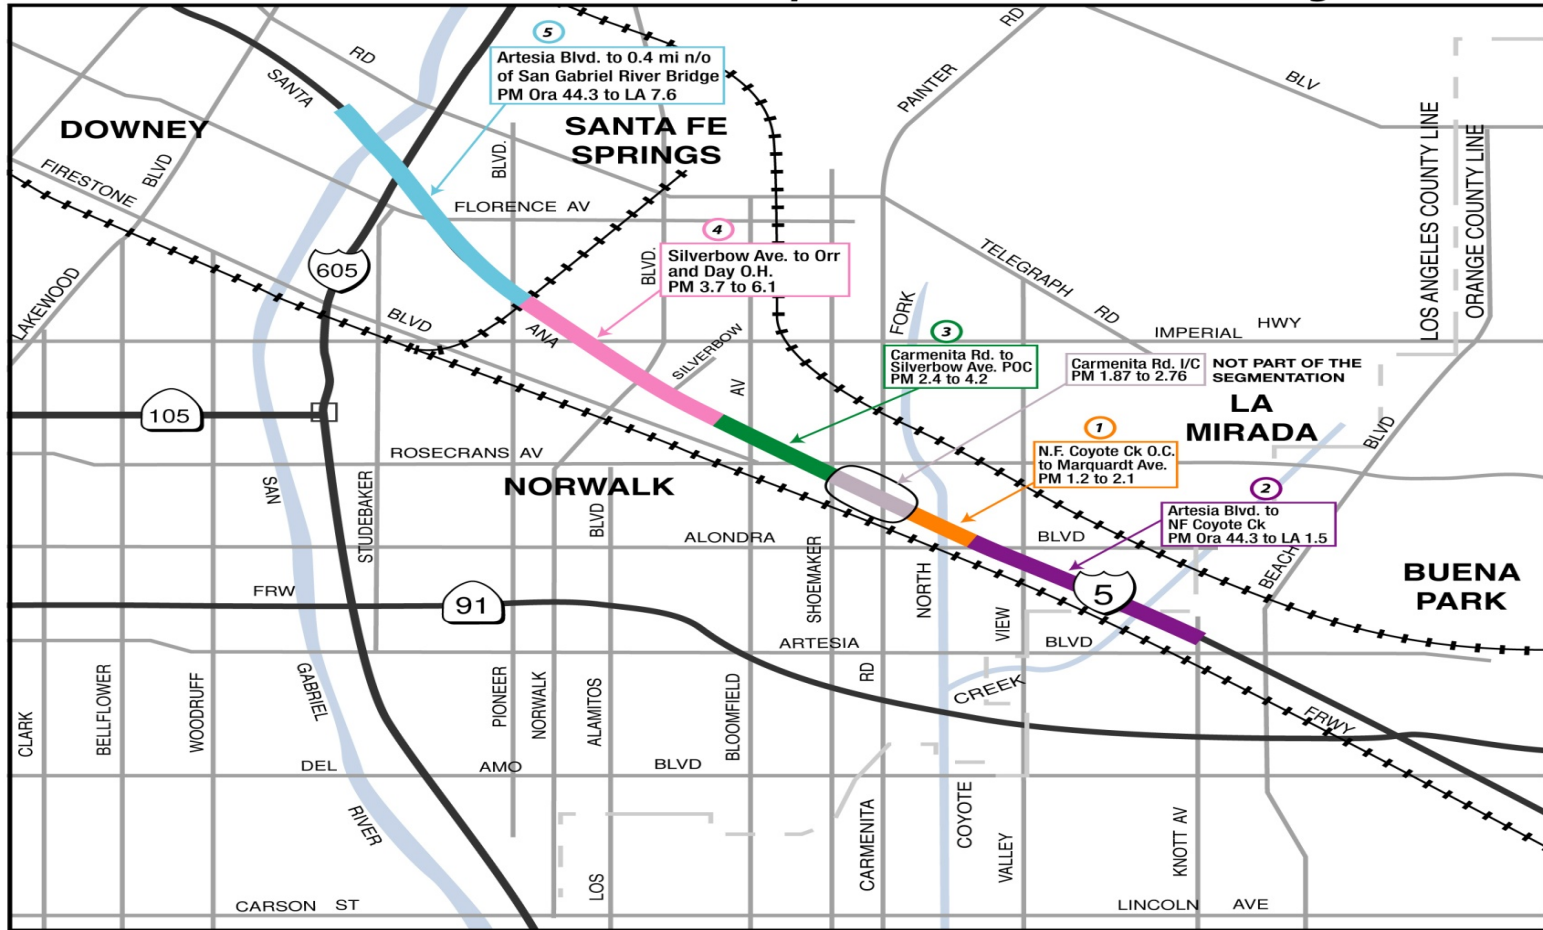 5
Artesia Blvd. to 0.4 mi n/o
of San Gabriel River Bridge
PM Ora 44.3 to LA 7.6
RD
SANTA
RD
PAINTER
BLV
DOWNEY
SANTA FE
SPRINGS
LOS ANGELES COUNTY LINE
ORANGE COUNTY LINE
BLVD
BLVD.
FIRESTONE
FLORENCE AV
4
Silverbow Ave. to Orr
and Day O.H.
PM 3.7 to 6.1
BLVD.
TELEGRAPH
RD
605
LAKEWOOD
BLVD
ANA
FORK
IMPERIAL
HWY
3
Carmenita Rd. to
Silverbow Ave. POC
PM 2.4 to 4.2
SILVERBOW
AV
Carmenita Rd. I/C
PM 1.87 to 2.76
NOT PART OF THE
SEGMENTATION
105
LA
MIRADA
BLVD
1
N.F. Coyote Ck O.C.
to Marquardt Ave.
PM 1.2 to 2.1
ROSECRANS AV
NORWALK
SAN
STUDEBAKER
BLVD
2
Artesia Blvd. to
NF Coyote Ck
PM Ora 44.3 to LA 1.5
ALONDRA
BLVD
SHOEMAKER
NORTH
BEACH
BUENA
PARK
5
FRW
91
VIEW
ARTESIA
BLVD
RD
CREEK
GABRIEL
FRWY
CLARK
BELLFLOWER
WOODRUFF
PIONEER
NORWALK
ALAMITOS
BLOOMFIELD
DEL
AMO
BLVD
RIVER
CARMENITA
COYOTE
VALLEY
KNOTT AV
LOS
CARSON ST
LINCOLN AVE